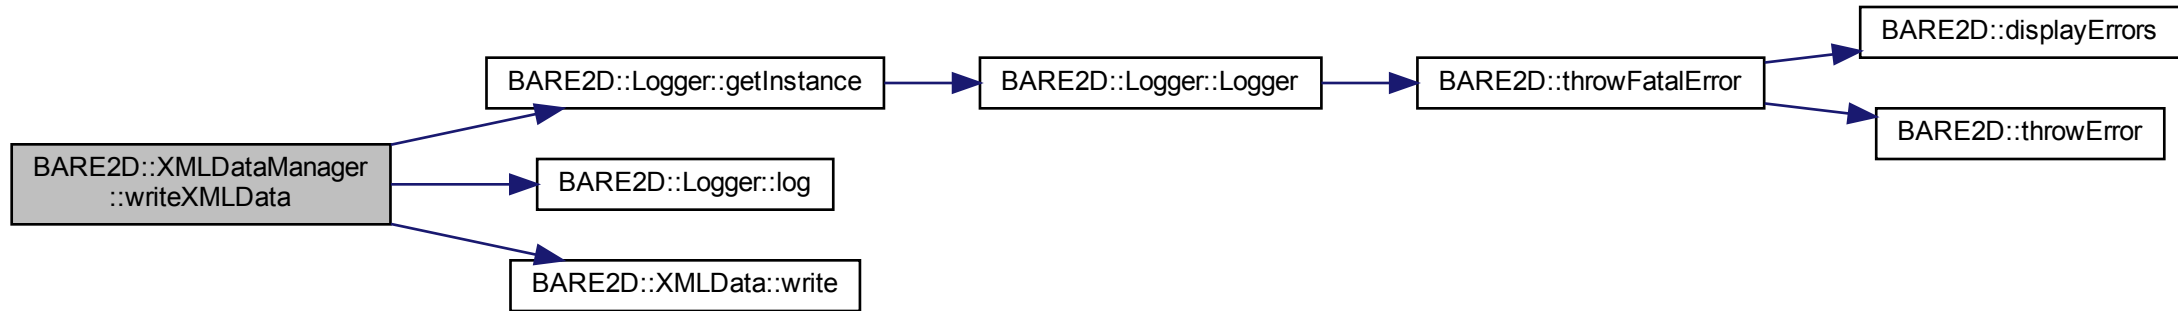 BARE2D::XMLDataManager
::writeXMLData
BARE2D::Logger::getInstance
BARE2D::Logger::log
BARE2D::XMLData::write
BARE2D::Logger::Logger
BARE2D::throwFatalError
BARE2D::displayErrors
BARE2D::throwError